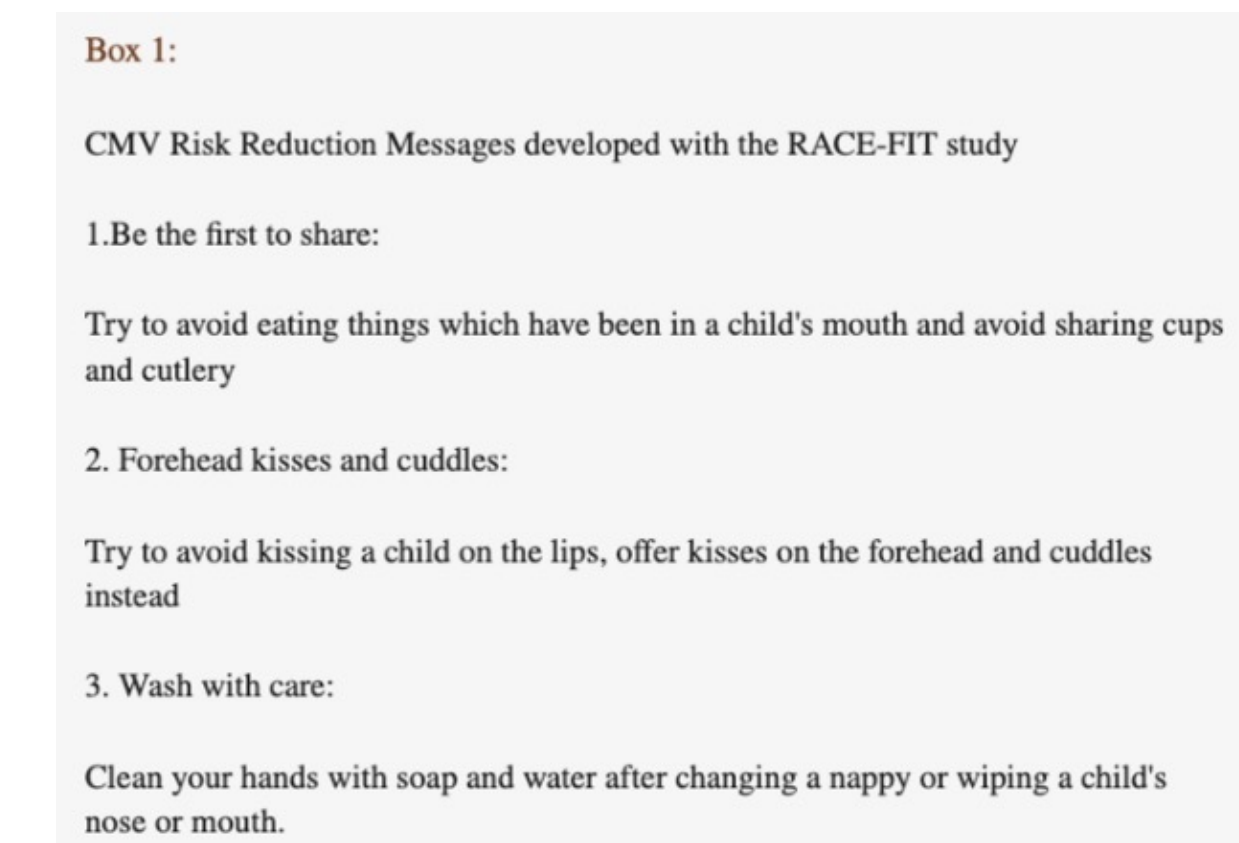 Box 1:
CMV Risk Reduction Messages developed with the RACE-FIT study
1.Be the first to share:
Try to avoid eating things which have been in a child's mouth and avoid sharing cups
and cutlery
2. Forehead kisses and cuddles:
Try to avoid kissing a child on the lips, offer kisses on the forehead and cuddles
instead
3. Wash with care:
Clean your hands with soap and water after changing a nappy or wiping a child's
nose or mouth.